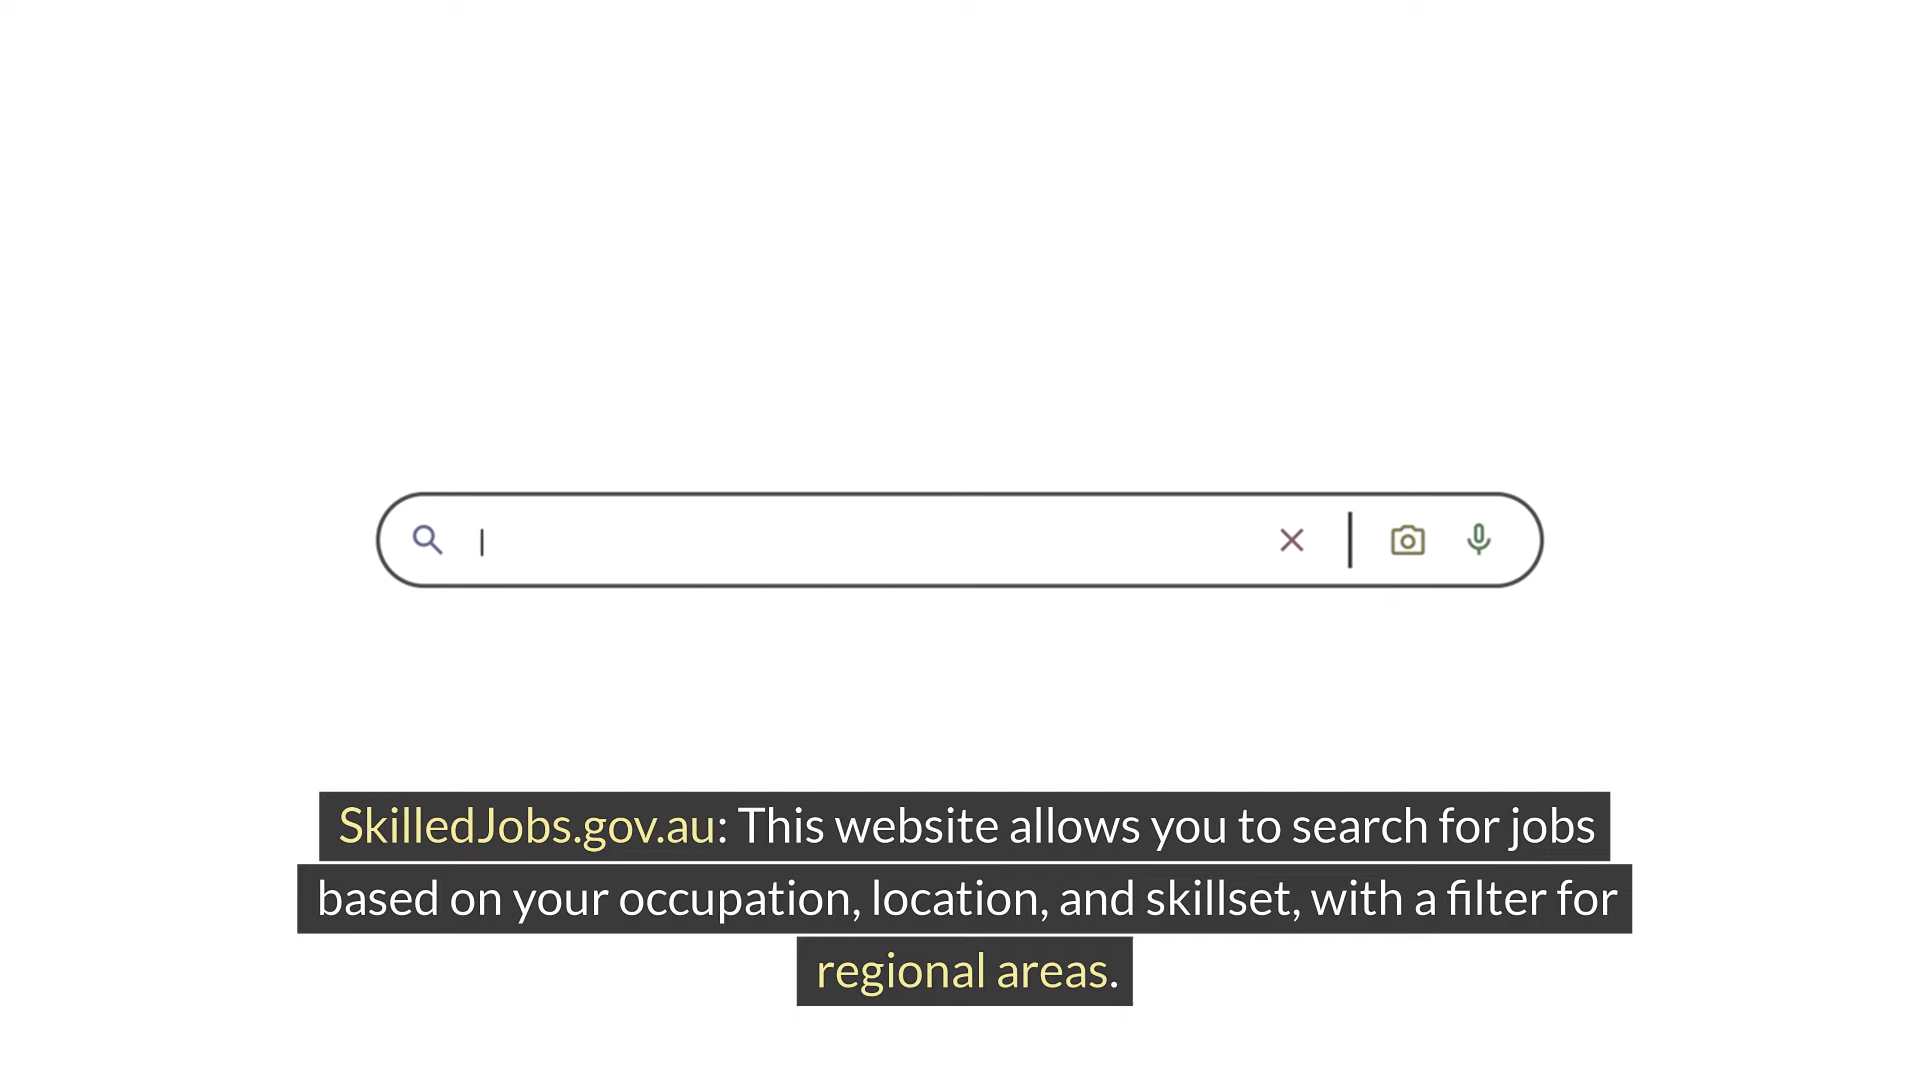 SkilledJobs.gov.au: This website allows you to search for jobs
based on your occupation, location, and skillset, with a filter for
regional areas.